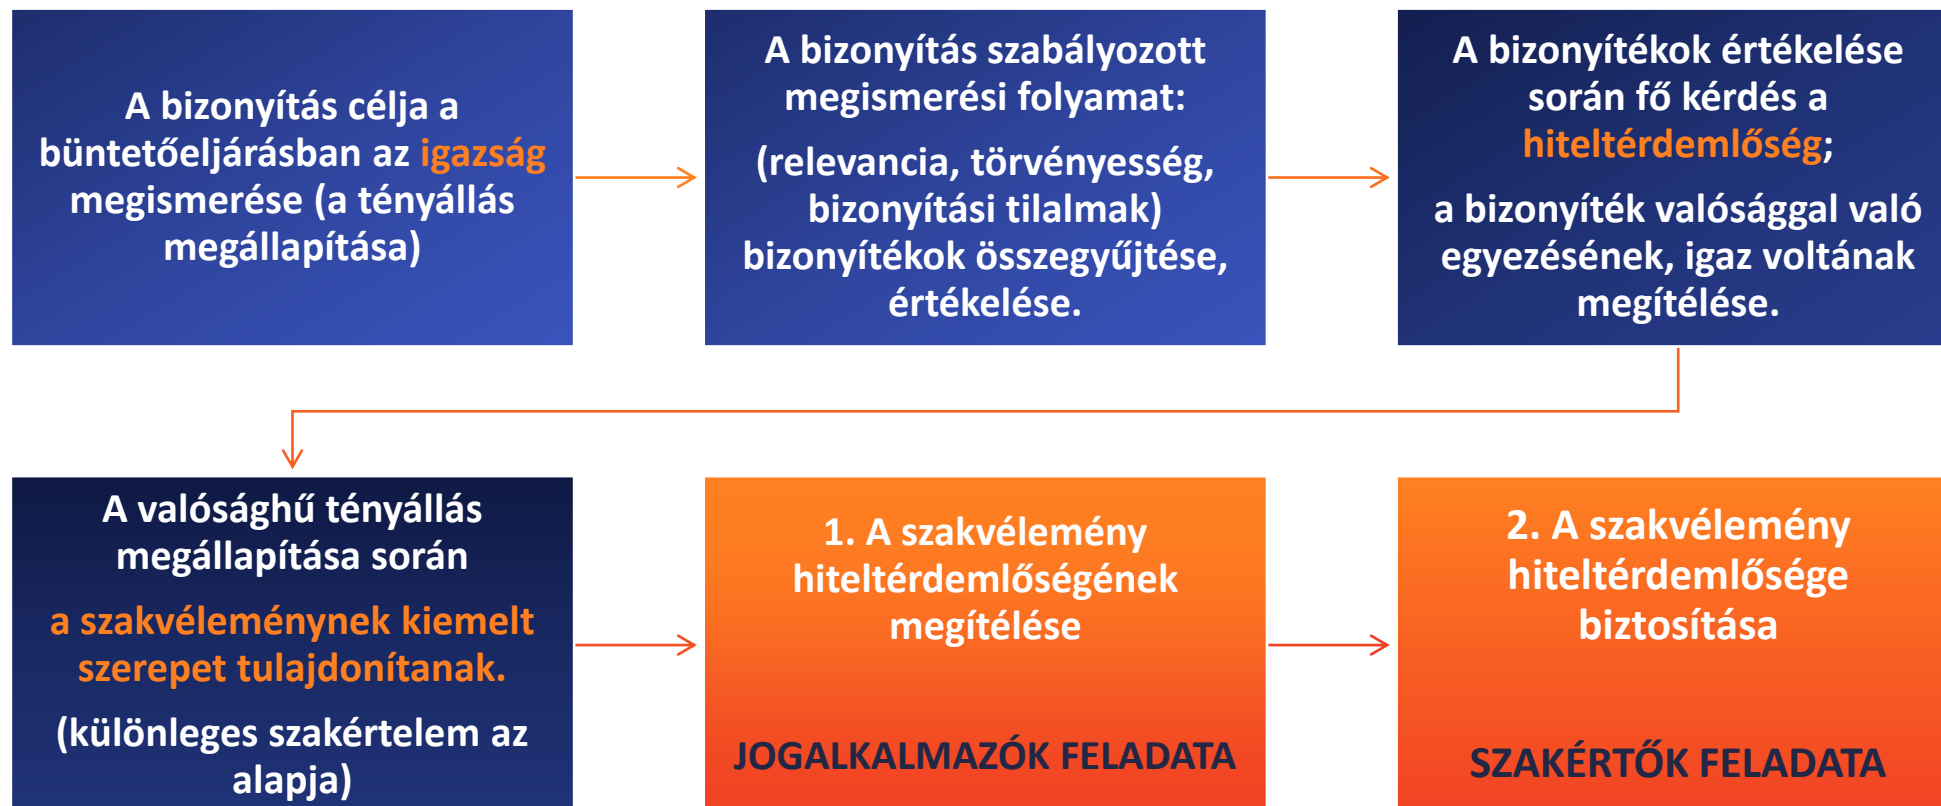 A bizonyítás célja a
büntetőeljárásban az igazság
megismerése (a tényállás
megállapítása)
A bizonyítás szabályozott
megismerési folyamat:
(relevancia, törvényesség,
bizonyítási tilalmak)
bizonyítékok összegyűjtése,
értékelése.
A bizonyítékok értékelése
során fő kérdés a
hiteltérdemlőség;
a bizonyíték valósággal való
egyezésének, igaz voltának
megítélése.
A valósághű tényállás
megállapítása során
a szakvéleménynek kiemelt
szerepet tulajdonítanak.
(különleges szakértelem az
alapja)
1. A szakvélemény
hiteltérdemlőségének
megítélése
JOGALKALMAZÓK FELADATA
2. A szakvélemény
hiteltérdemlősége
biztosítása
SZAKÉRTŐK FELADATA